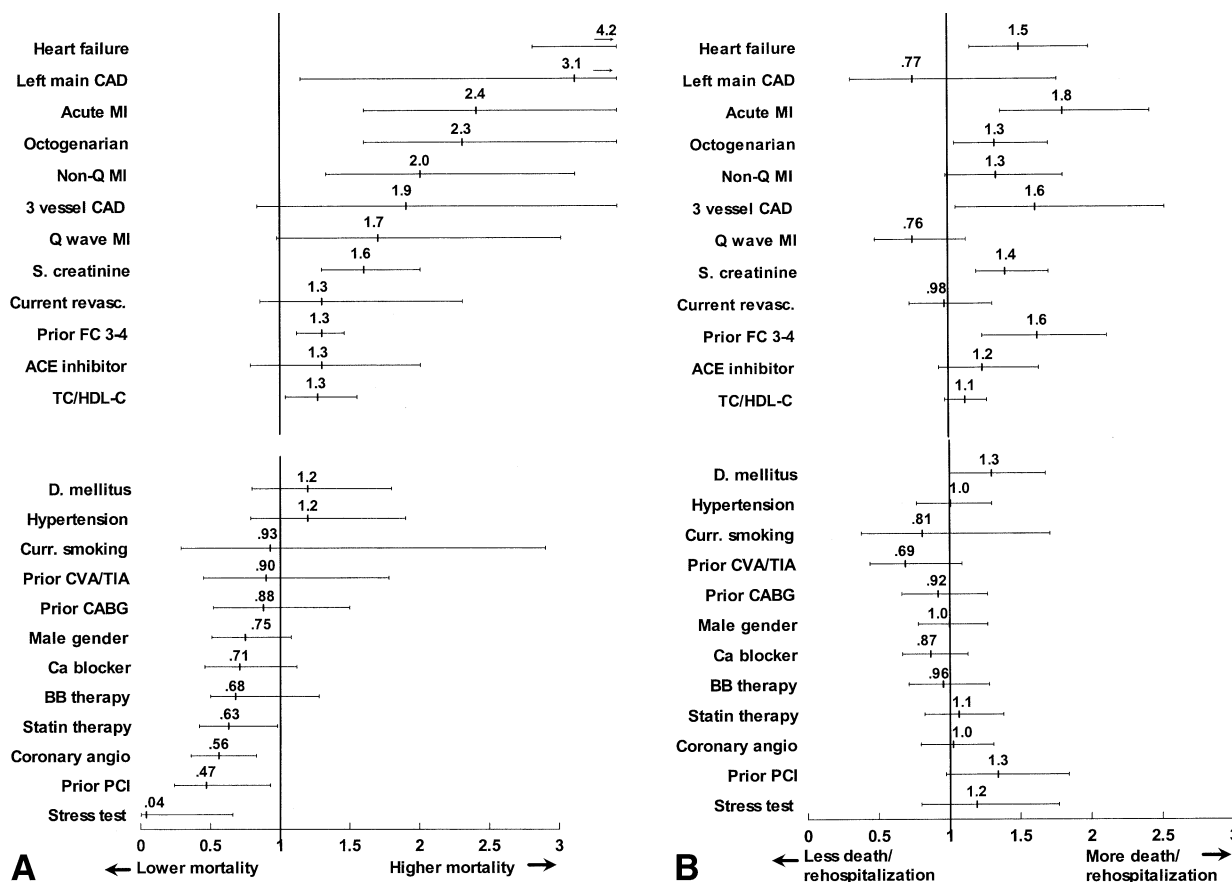 4.2
Heart failure
3.1
Left main CAD
2.4
Acute MI
2.3
Octogenarian
2.0
Non-Q MI
1.9
3 vessel CAD
1.7
Q wave MI
1.6
S. creatinine
1.3
Current revasc.
1.3
Prior FC 3-4
1.3
ACE inhibitor
1.3
TC/HDL-C
1.2
D. mellitus
1.2
Hypertension
.93
Curr. smoking
.90
Prior CVA/TIA
.88
Prior CABG
.75
Male gender
.71
Ca blocker
.68
BB therapy
.63
Statin therapy
.56
Coronary angio
.47
Prior PCI
.04
Stress test
0 0.5 1 1.5 2 2.5 3
A ← Lower mortality Higher mortality →
1.5
Heart failure
.77
Left main CAD
1.8
Acute MI
1.3
Octogenarian
1.3
Non-Q MI
1.6
3 vessel CAD
.76
Q wave MI
1.4
S. creatinine
.98
Current revasc.
1.6
Prior FC 3-4
1.2
ACE inhibitor
1.1
TC/HDL-C
1.3
D. mellitus
1.0
Hypertension
.81
Curr. smoking
.69
Prior CVA/TIA
.92
Prior CABG
1.0
Male gender
.87
Ca blocker
.96
BB therapy
1.1
Statin therapy
1.0
Coronary angio
1.3
Prior PCI
1.2
Stress test
0 0.5 1 1.5 2 2.5 3
B ← Less death/ More death/ →
rehospitalization rehospitalization